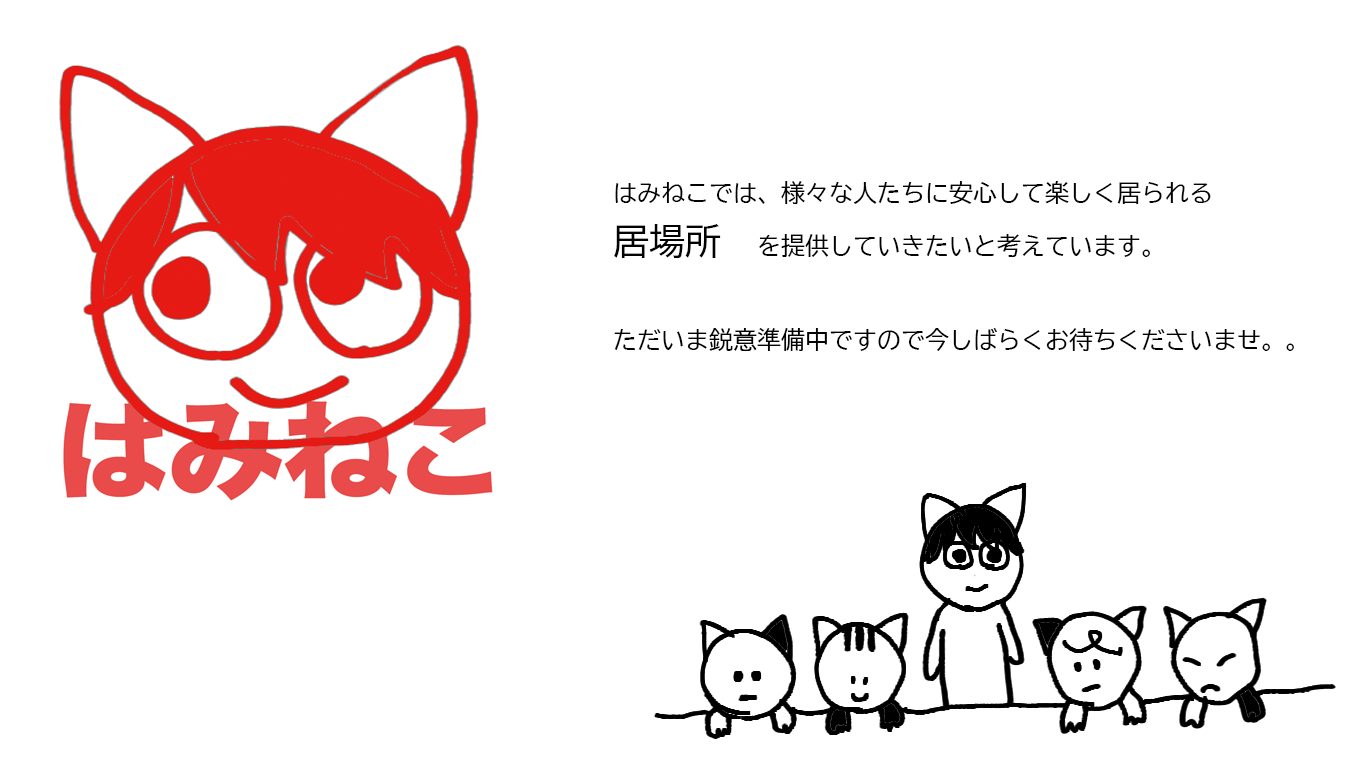 はみねこ
はみねこでは、様々な人たちに安心して楽しく居られる
居場所　を提供していきたいと考えています。
ただいま鋭意準備中ですので今しばらくお待ちくださいませ。。